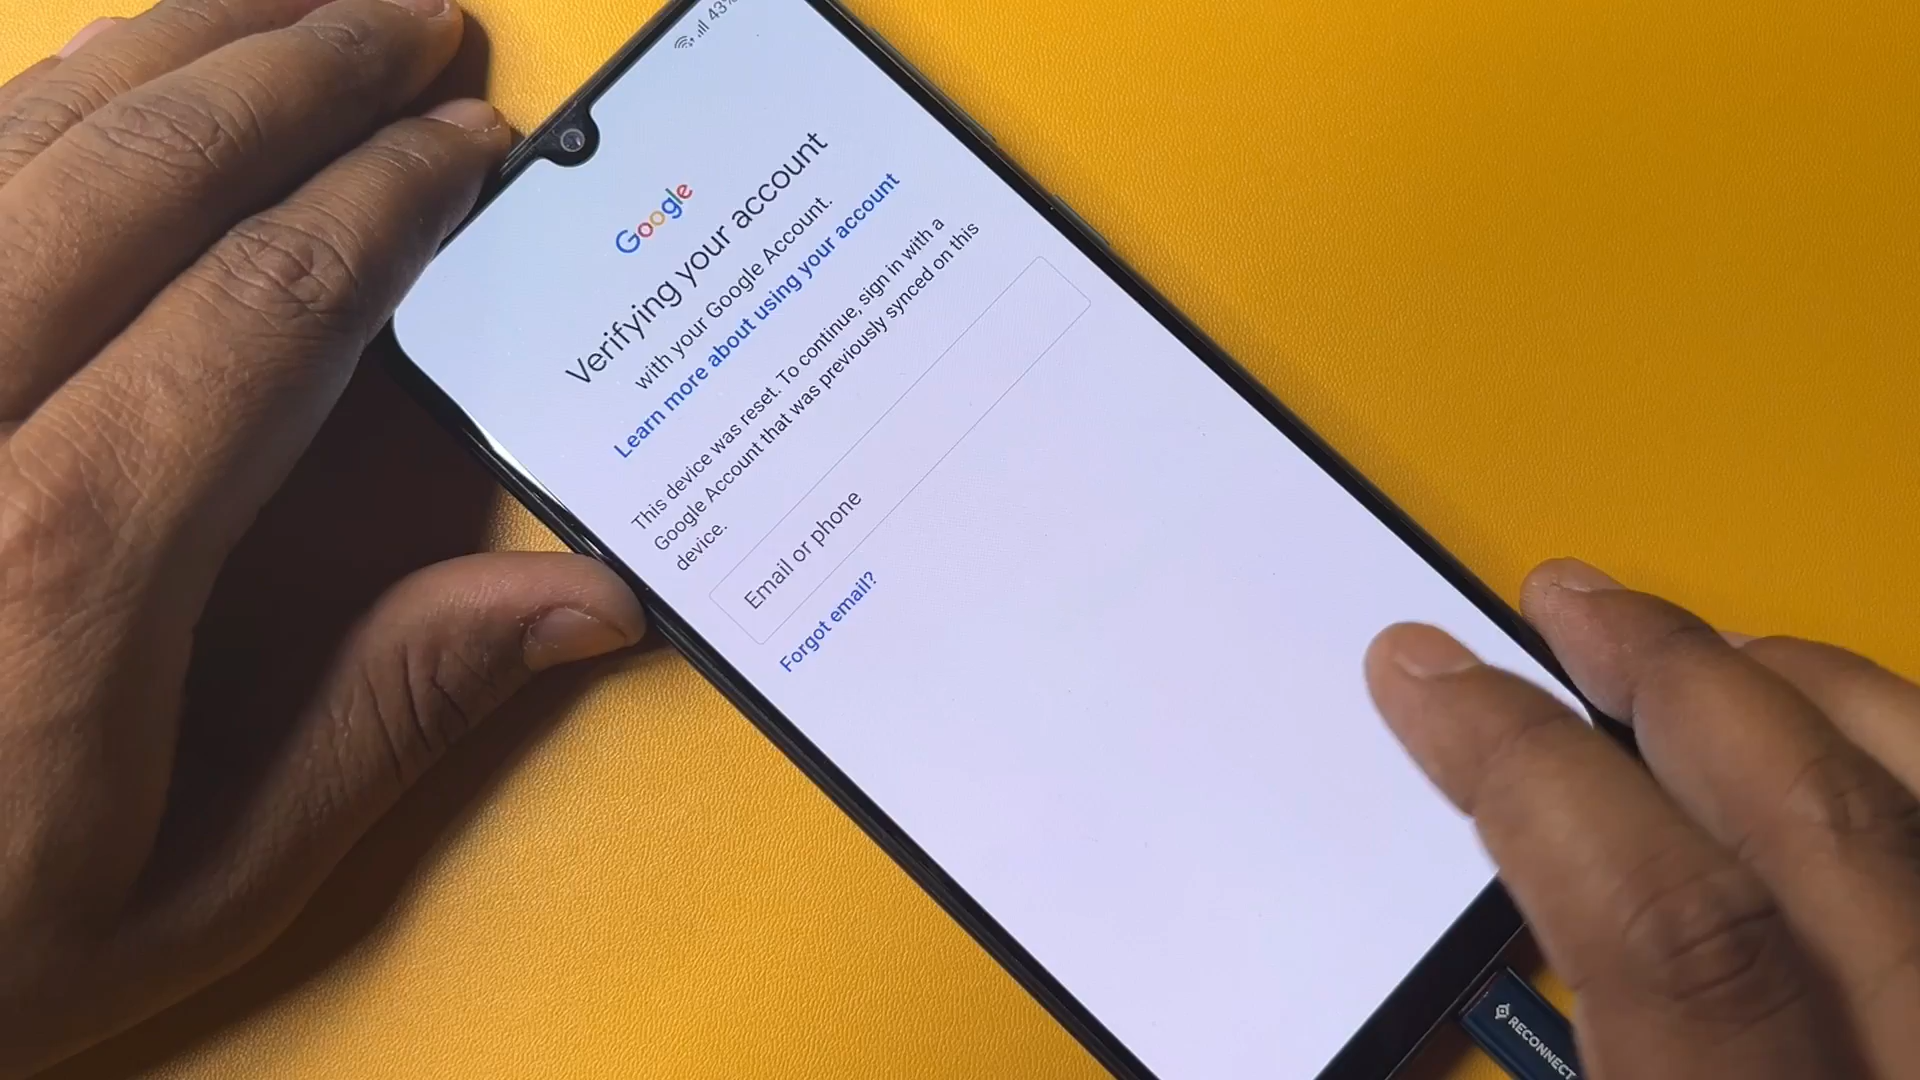 43%
Google
Verifying your account
with your Google Account.
Learn more about using your account
This device was reset. To continue, sign in with a
Google Account that was previously synced on this
device.
Email or phone
Forgot email?
RECONNECT